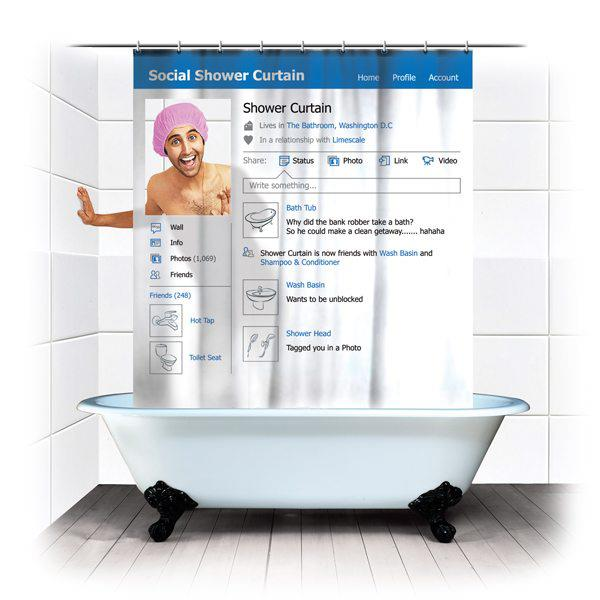 Social Shower Curtain
Home Profile Account
Shower Curtain
Lives in The Bathroom, Washington D.C
In a relationship with Limescale
Share: Status Photo Link Video
Write something...
Bath Tub
Why did the bank robber take a bath?
So he could make a clean getaway....... hahaha
Shower Curtain is now friends with Wash Basin and
Shampoo & Conditioner
Wash Basin
Wants to be unblocked
Shower Head
Tagged you in a Photo
Wall
Info
Photos (1,069)
Friends
Friends (248)
Hot Tap
Toilet Seat